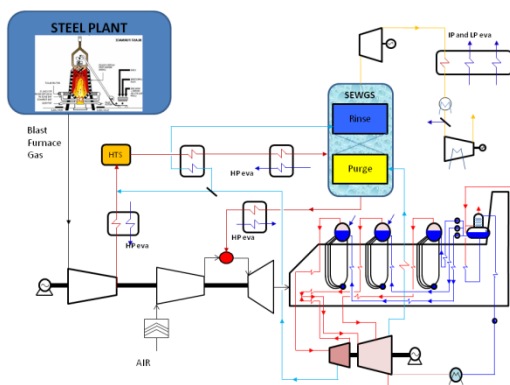 STEEL PLANT
IP and LP eva
SEWGS
Rinse
Blast
Furnace
Gas
HTS
HP eva
Purge
HP eva
HP eva
AIR